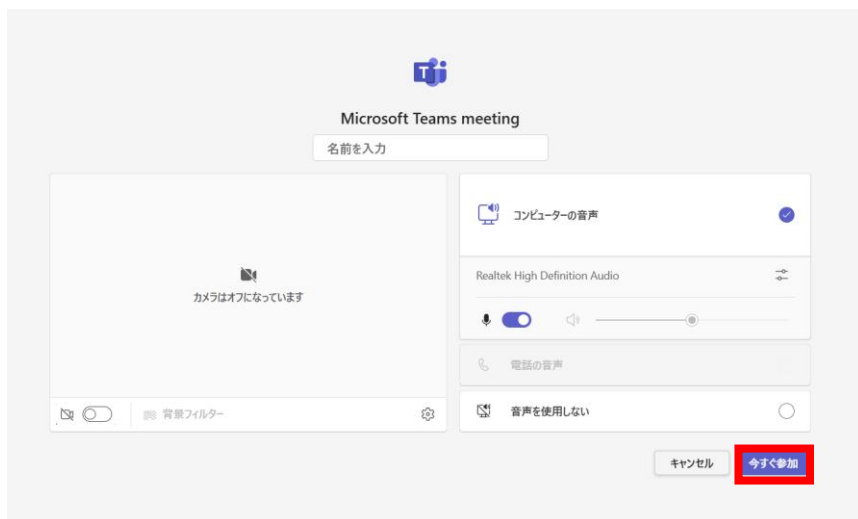 Microsoft Teams meeting
名前を入力
コンピューターの音声
Realtek High Definition Audio
カメラはオフになっています
電話の音声
背景フィルター
音声を使用しない
キャンセル
今すぐ参加